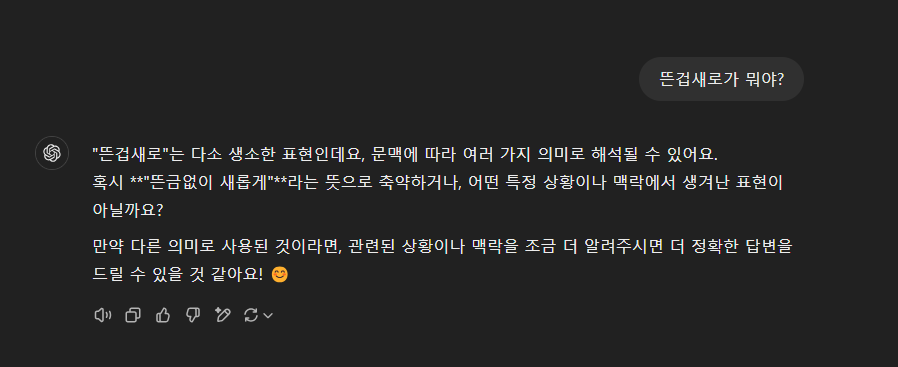 뜬겁새로가 뭐야?
"뜬겁새로"는 다소 생소한 표현인데요, 문맥에 따라 여러 가지 의미로 해석될 수 있어요.
혹시 **"뜬금없이 새롭게"**라는 뜻으로 축약하거나, 어떤 특정 상황이나 맥락에서 생겨난 표현이
아닐까요?
만약 다른 의미로 사용된 것이라면, 관련된 상황이나 맥락을 조금 더 알려주시면 더 정확한 답변을
드릴 수 있을 것 같아요! 😊